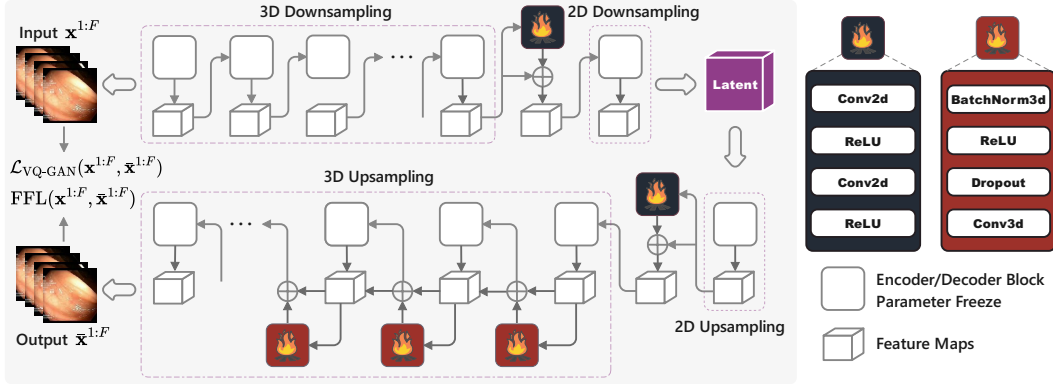 3D Downsampling
2D Downsampling
Input 𝐱^{1:F}
...
Latent
ℒ_{VQ-GAN}(𝐱^{1:F}, 𝐱̄^{1:F})
FFL(𝐱^{1:F}, 𝐱̄^{1:F})
3D Upsampling
...
2D Upsampling
Output 𝐱̄^{1:F}
Conv2d
ReLU
Conv2d
ReLU
BatchNorm3d
ReLU
Dropout
Conv3d
Encoder/Decoder Block
Parameter Freeze
Feature Maps